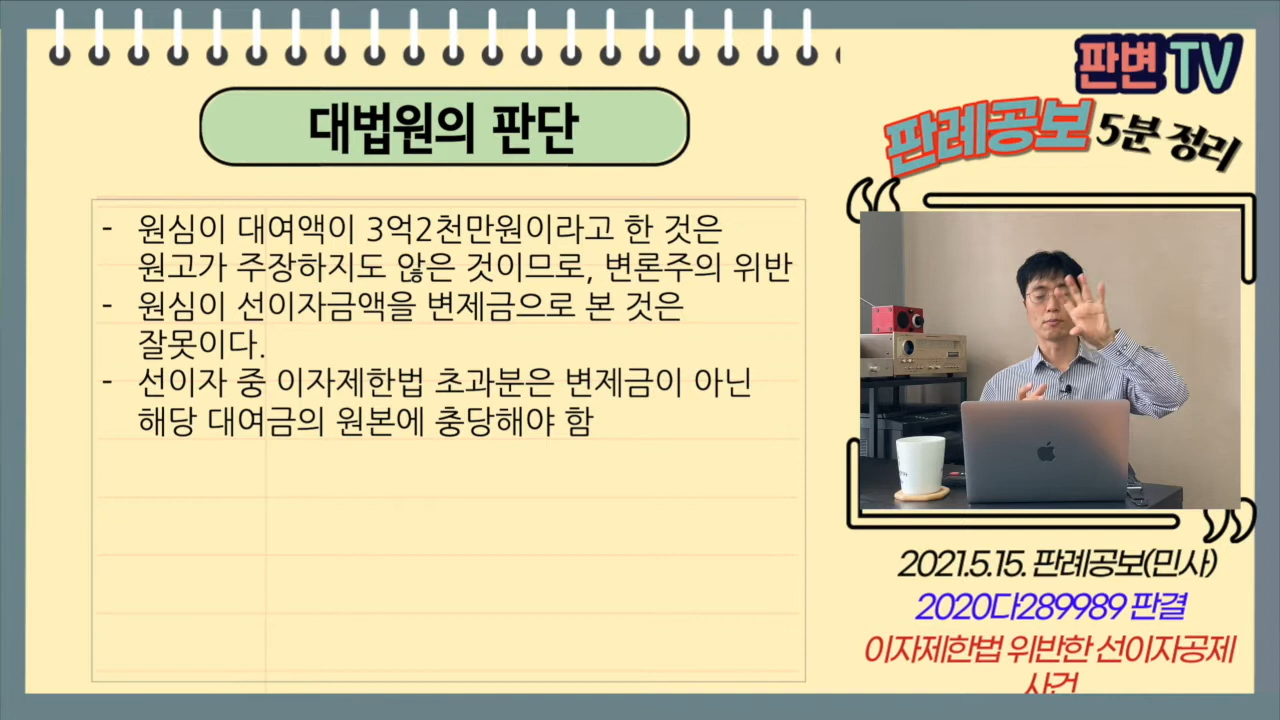 판변 TV
판례공보 5분 정리
대법원의 판단
- 원심이 대여액이 3억2천만원이라고 한 것은
원고가 주장하지도 않은 것이므로, 변론주의 위반
- 원심이 선이자금액을 변제금으로 본 것은
잘못이다.
- 선이자 중 이자제한법 초과분은 변제금이 아닌
해당 대여금의 원본에 충당해야 함
2021.5.15. 판례공보(민사)
2020다289989 판결
이자제한법 위반한 선이자공제
사건